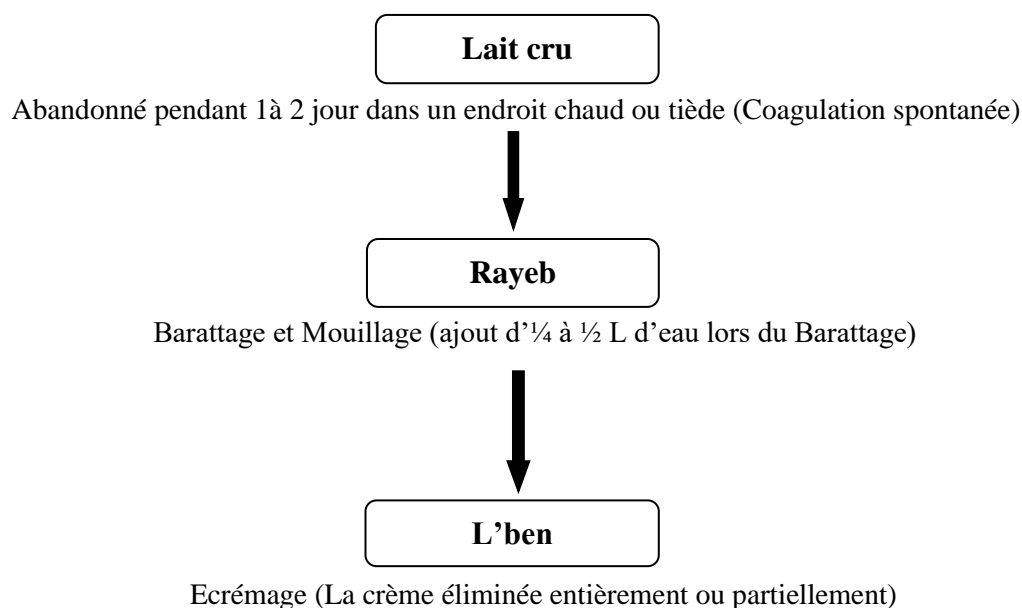 Lait cru
Abandonné pendant 1à 2 jour dans un endroit chaud ou tiède (Coagulation spontanée)
Rayeb
Barattage et Mouillage (ajout d’¼ à ½ L d’eau lors du Barattage)
L’ben
Ecrémage (La crème éliminée entièrement ou partiellement)